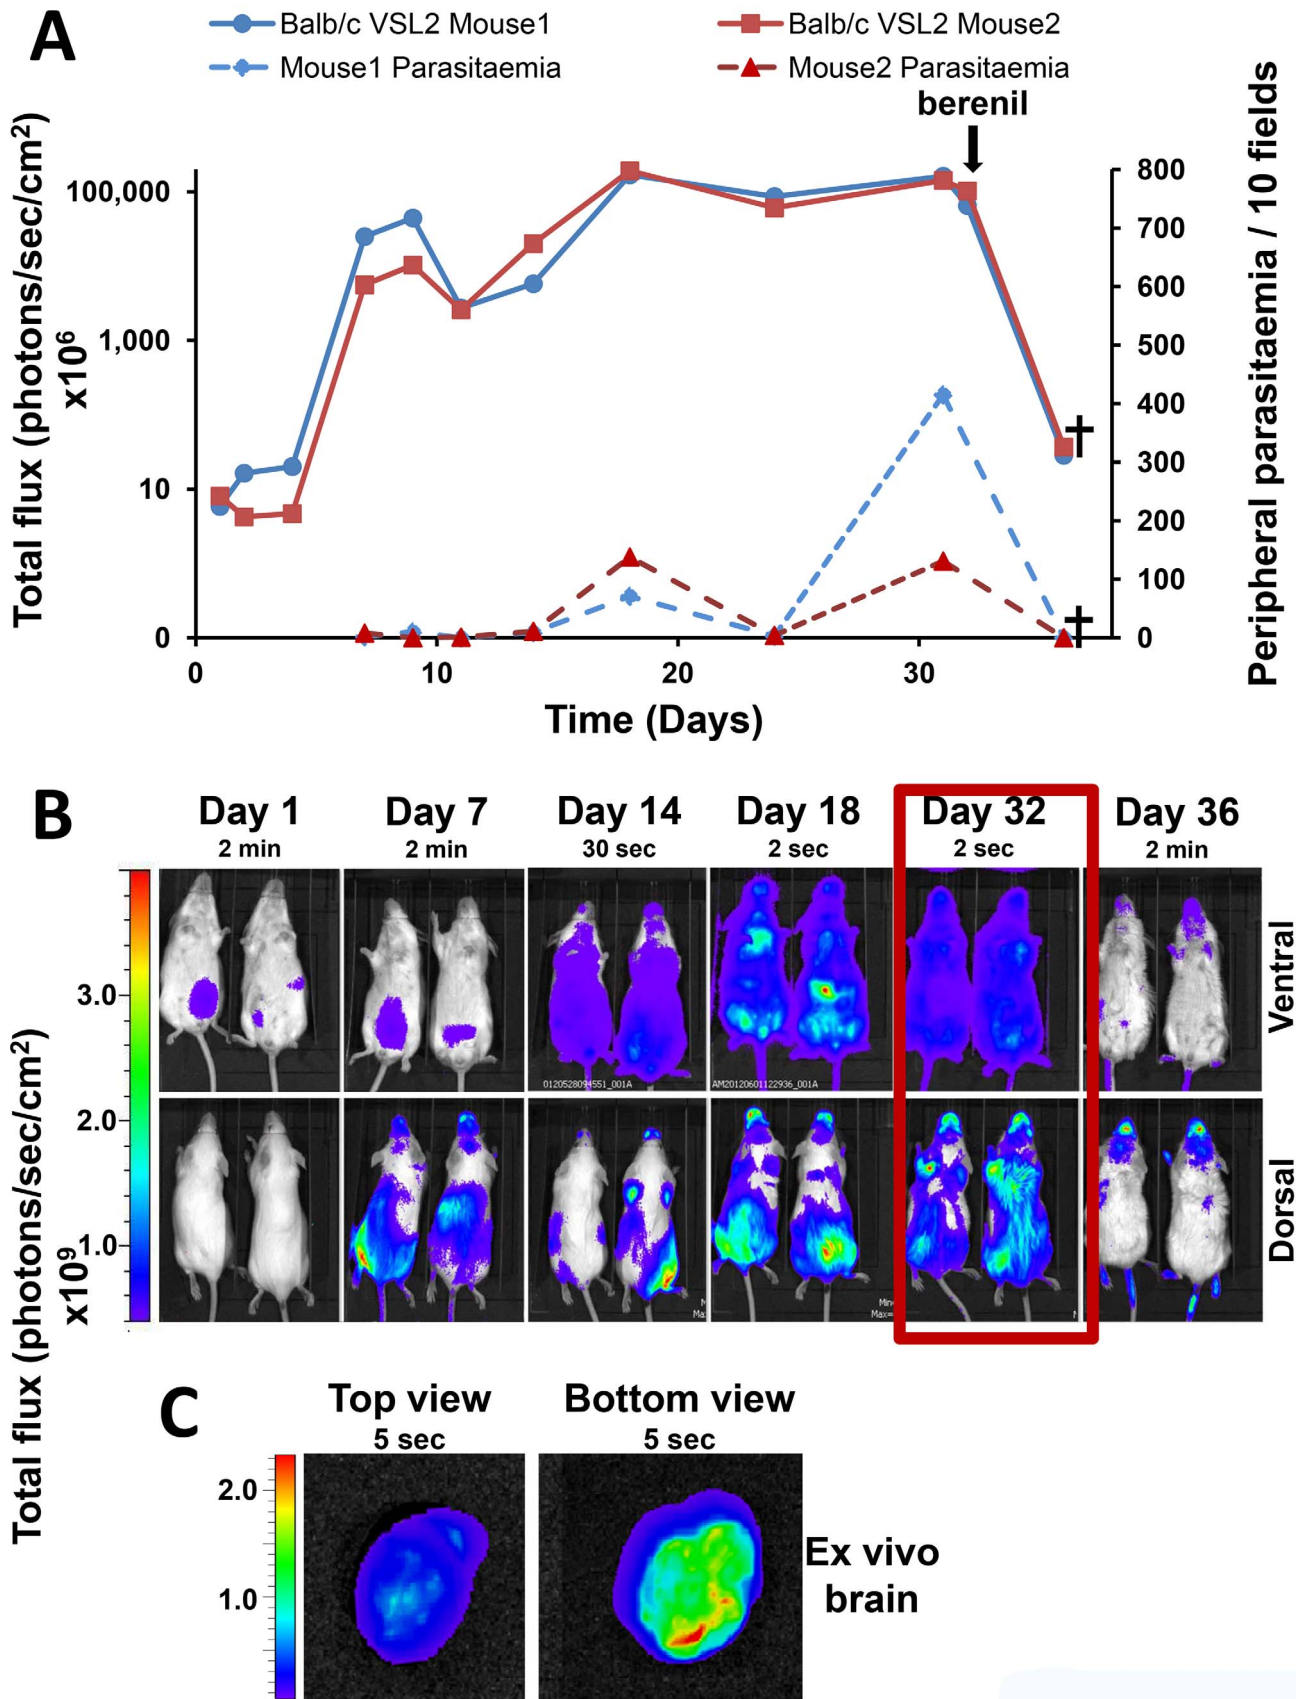 A
Balb/c VSL2 Mouse1
Balb/c VSL2 Mouse2
Mouse1 Parasitaemia
Mouse2 Parasitaemia
berenil
Total flux (photons/sec/cm²)
x10⁶
100,000
1,000
10
0
800
700
600
500
400
300
200
100
0
Peripheral parasitaemia / 10 fields
†
†
0
10
20
30
Time (Days)
B
Day 1
Day 7
Day 14
Day 18
Day 32
Day 36
2 min
2 min
30 sec
2 sec
2 sec
2 min
Total flux (photons/sec/cm²)
x10⁹
3.0
2.0
1.0
0120528094551_001A
AM20120601122936_001A
Ventral
Dorsal
M
Ma
Min
Max=
M
C
Top view
Bottom view
5 sec
5 sec
2.0
1.0
Ex vivo
brain